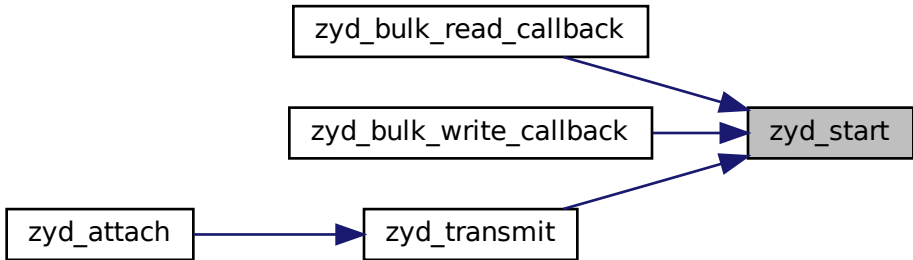 zyd_bulk_read_callback
zyd_bulk_write_callback
zyd_start
zyd_attach
zyd_transmit